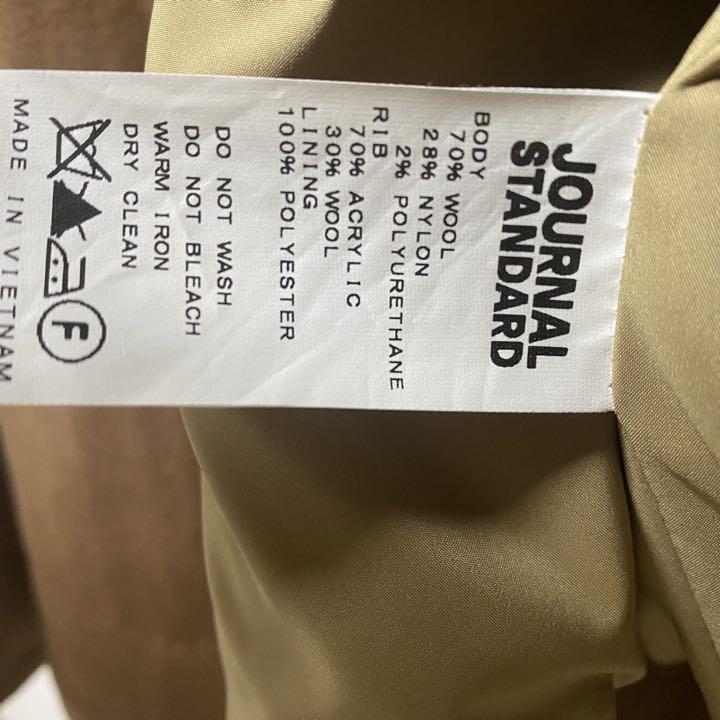 JOURNAL
STANDARD
BODY
70% WOOL
28% NYLON
2% POLYURETHANE
RIB
70% ACRYLIC
30% WOOL
LINING
100% POLYESTER
DO NOT WASH
DO NOT BLEACH
WARM IRON
DRY CLEAN
F
MADE IN VIETNAM